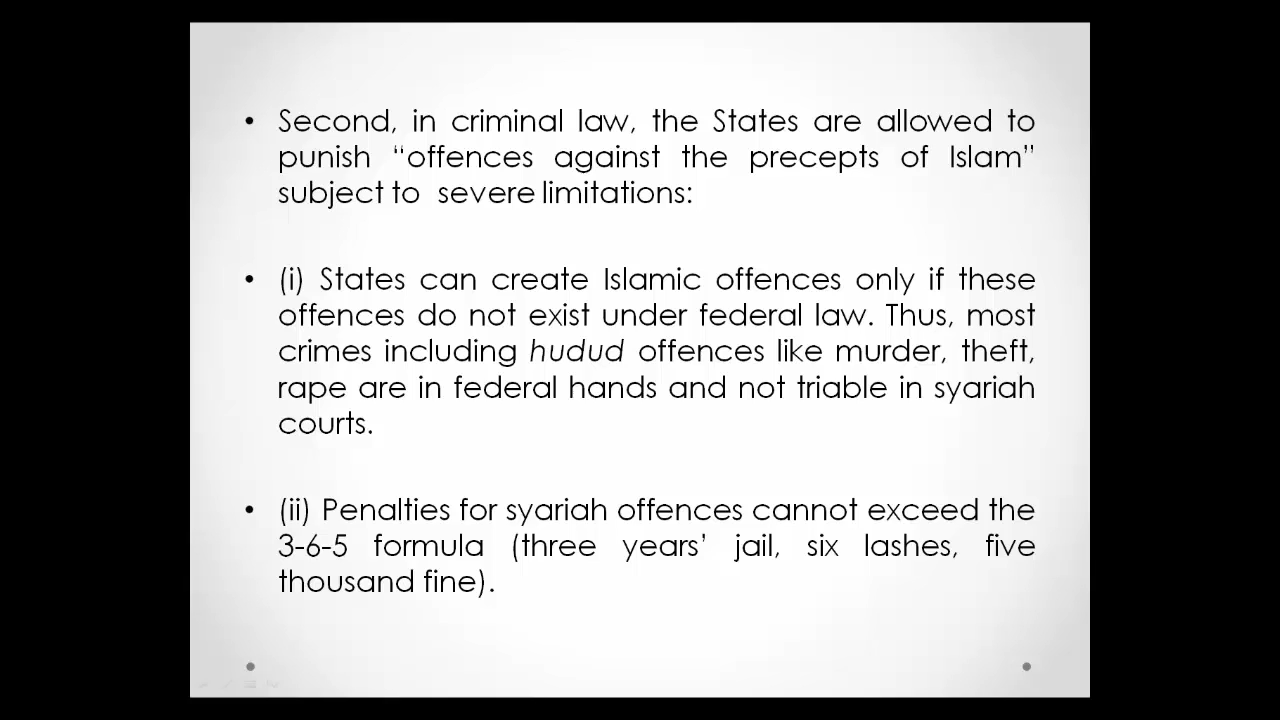 • Second, in criminal law, the States are allowed to
punish “offences against the precepts of Islam”
subject to severe limitations:
• (i) States can create Islamic offences only if these
offences do not exist under federal law. Thus, most
crimes including hudud offences like murder, theft,
rape are in federal hands and not triable in syariah
courts.
• (ii) Penalties for syariah offences cannot exceed the
3-6-5 formula (three years’ jail, six lashes, five
thousand fine).